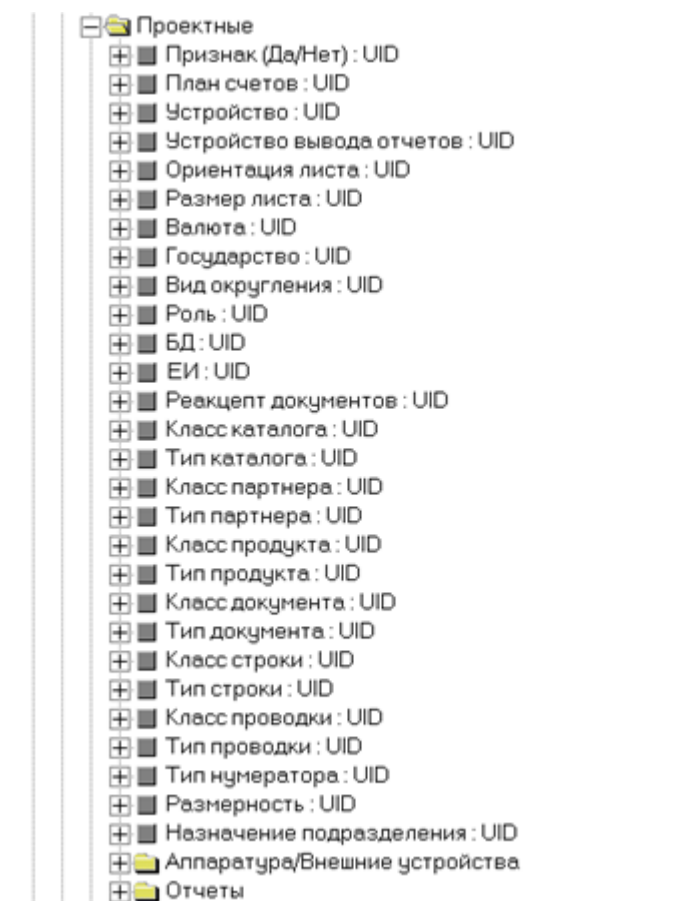 Проектные
Признак (Да/Нет) : UID
План счетов : UID
Устройство : UID
Устройство вывода отчетов : UID
Ориентация листа : UID
Размер листа : UID
Валюта : UID
Государство : UID
Вид округления : UID
Роль : UID
БД : UID
ЕИ : UID
Реакцепт документов : UID
Класс каталога : UID
Тип каталога : UID
Класс партнера : UID
Тип партнера : UID
Класс продукта : UID
Тип продукта : UID
Класс документа : UID
Тип документа : UID
Класс строки : UID
Тип строки : UID
Класс проводки : UID
Тип проводки : UID
Тип нумератора : UID
Размерность : UID
Назначение подразделения : UID
Аппаратура/Внешние устройства
Отчеты